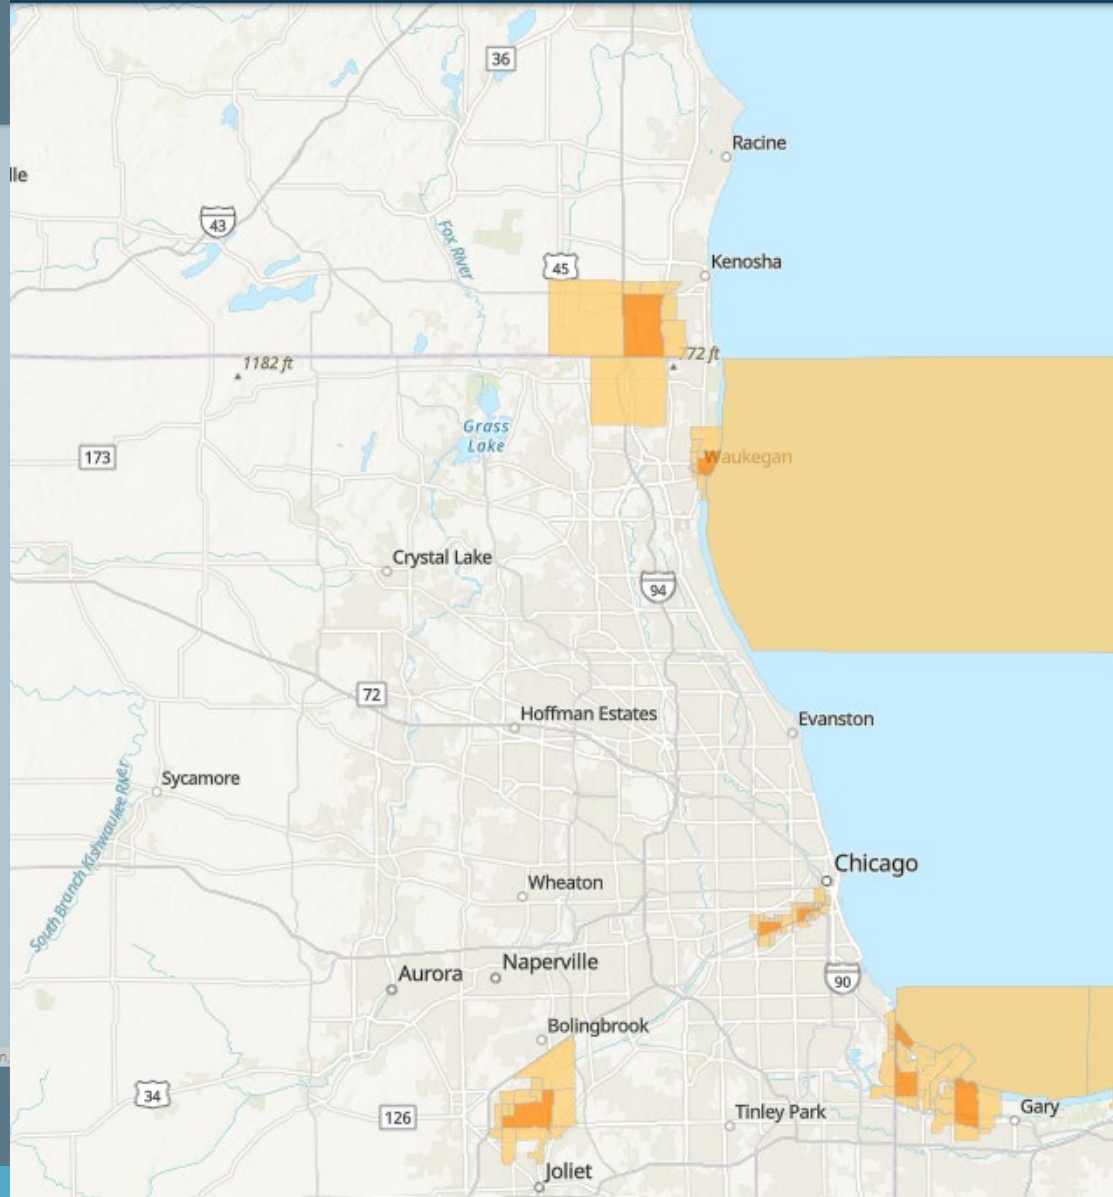 36
Racine
lle
43
Fox River
45
Kenosha
1182 ft
772 ft
Grass
Lake
173
Waukegan
Crystal Lake
94
72
Hoffman Estates
Evanston
Sycamore
South Branch Kishwaukee River
Chicago
Wheaton
Aurora
Naperville
90
Bolingbrook
34
126
Tinley Park
Gary
Joliet